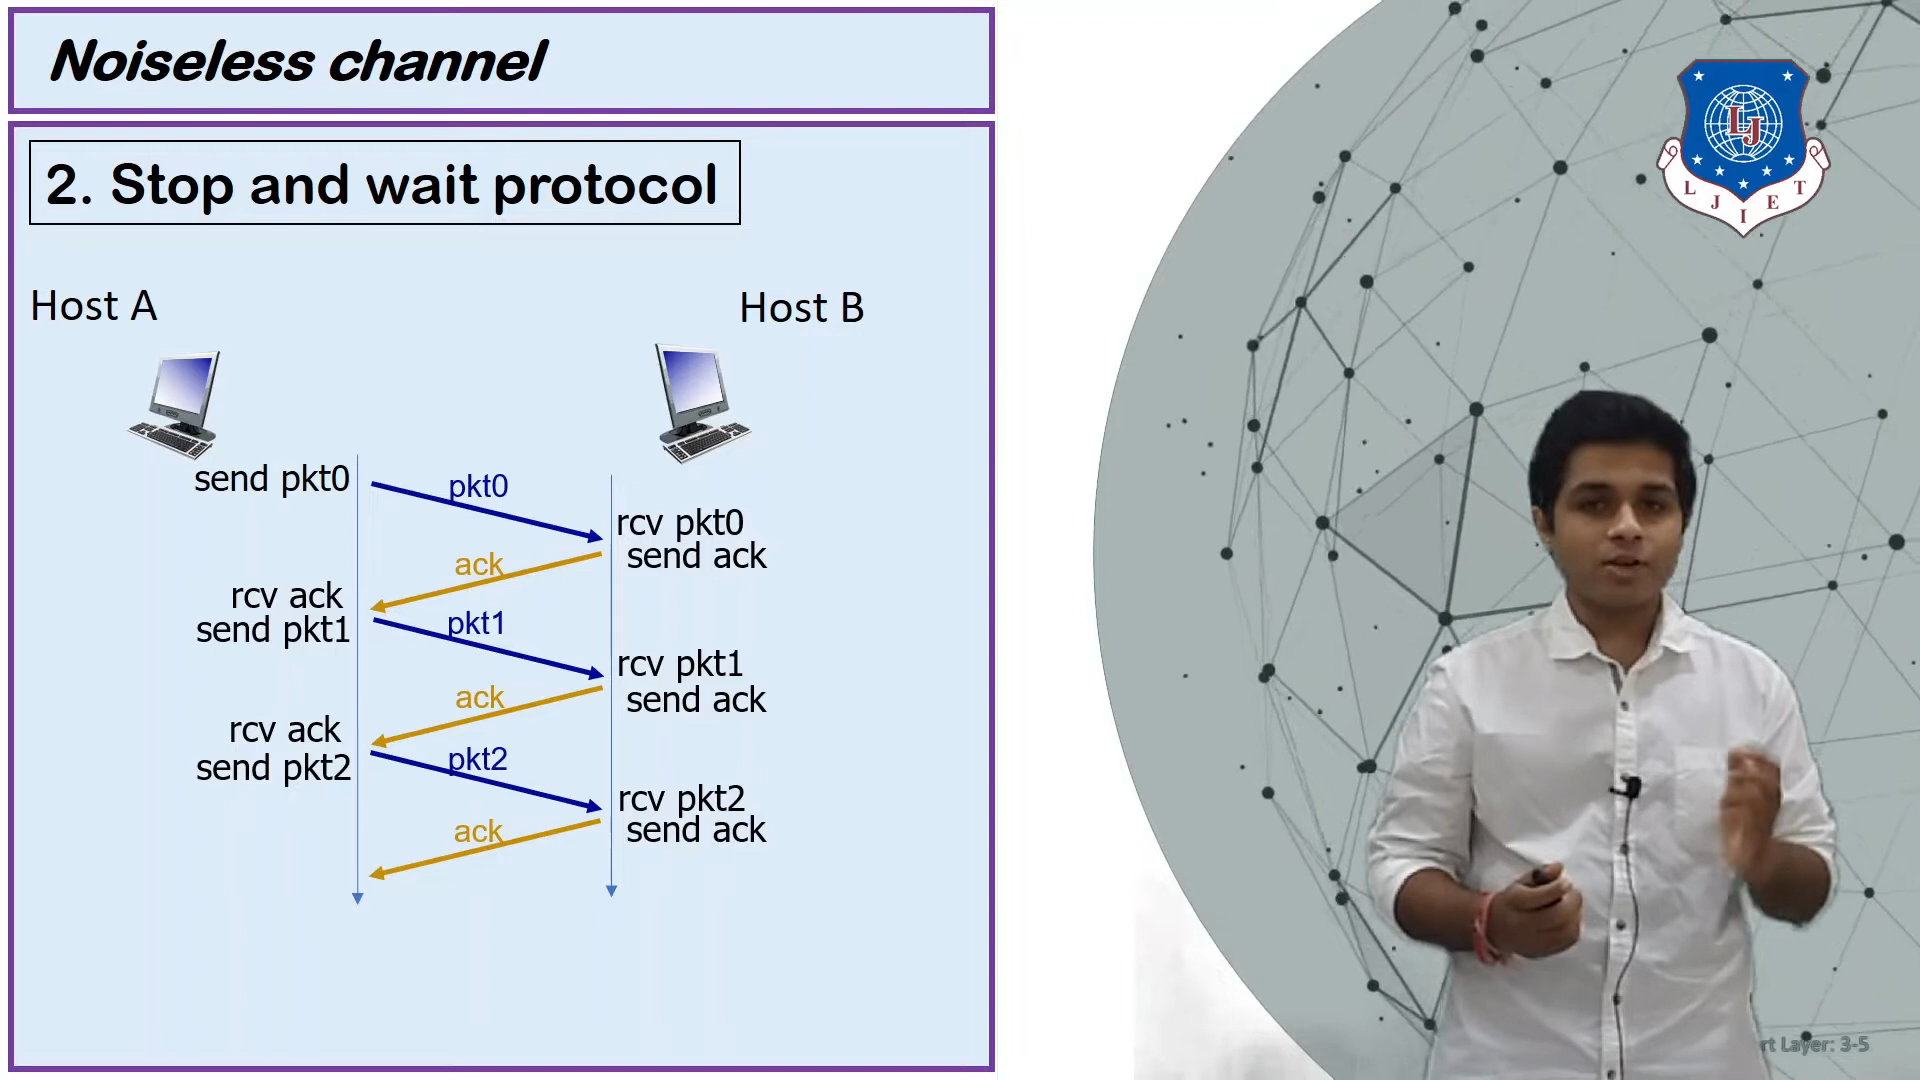 Noiseless channel
2. Stop and wait protocol
Host A
Host B
send pkt0
pkt0
rcv pkt0
send ack
ack
rcv ack
send pkt1
pkt1
rcv pkt1
send ack
ack
rcv ack
send pkt2
pkt2
rcv pkt2
send ack
ack
LJ
L J I E T
Layer: 3-5